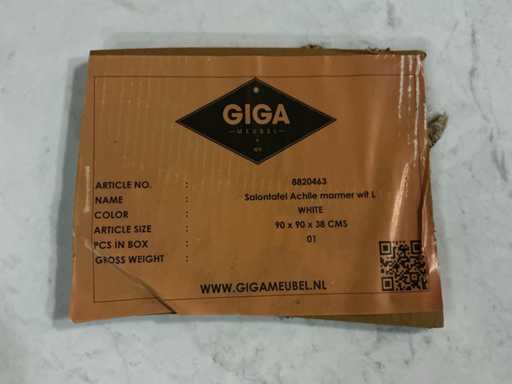 GIGA
MEUBEL
ARTICLE NO. : 8820463
NAME : Salontafel Achile marmer wit L
COLOR : WHITE
ARTICLE SIZE : 90 x 90 x 38 CMS
PCS IN BOX : 01
GROSS WEIGHT :
WWW.GIGAMEUBEL.NL